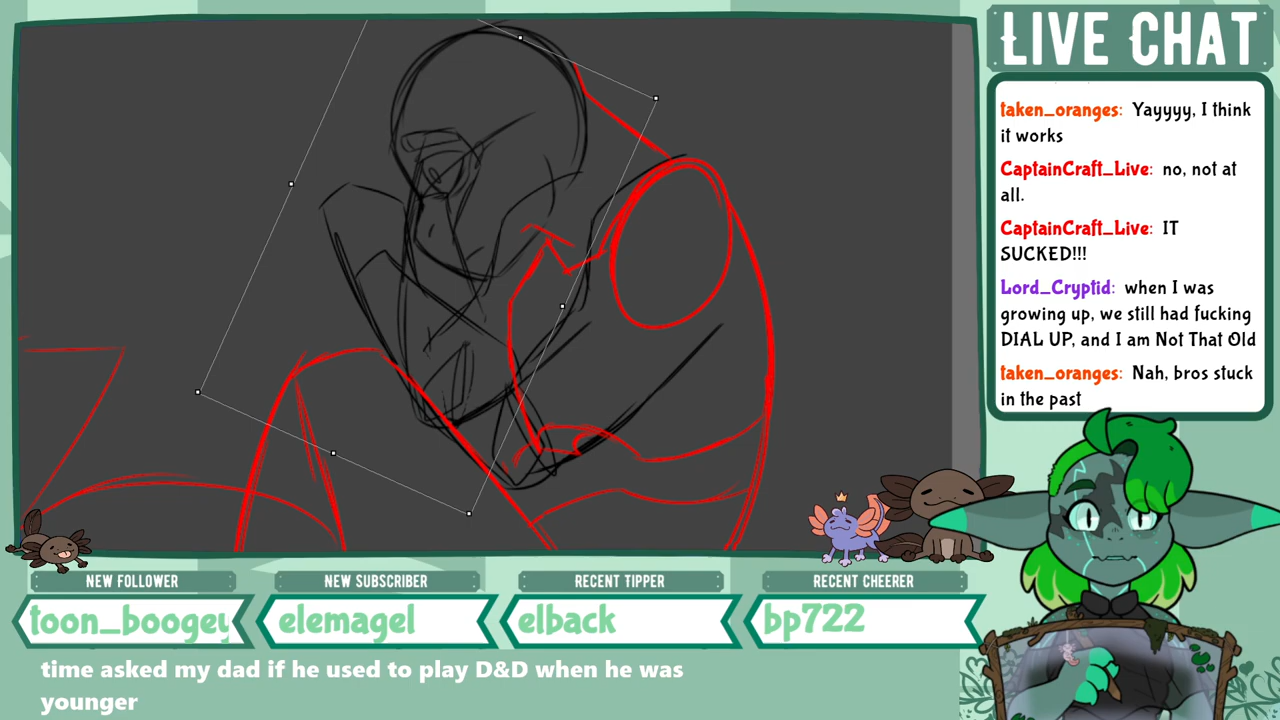 LIVE CHAT
taken_oranges: Yayyyy, I think
it works
CaptainCraft_Live: no, not at
all.
CaptainCraft_Live: IT
SUCKED!!!
Lord_Cryptid: when I was
growing up, we still had fucking
DIAL UP, and I am Not That Old
taken_oranges: Nah, bros stuck
in the past
NEW FOLLOWER
NEW SUBSCRIBER
RECENT TIPPER
RECENT CHEERER
toon_boogey
elemagel
elback
bp722
time asked my dad if he used to play D&D when he was
younger